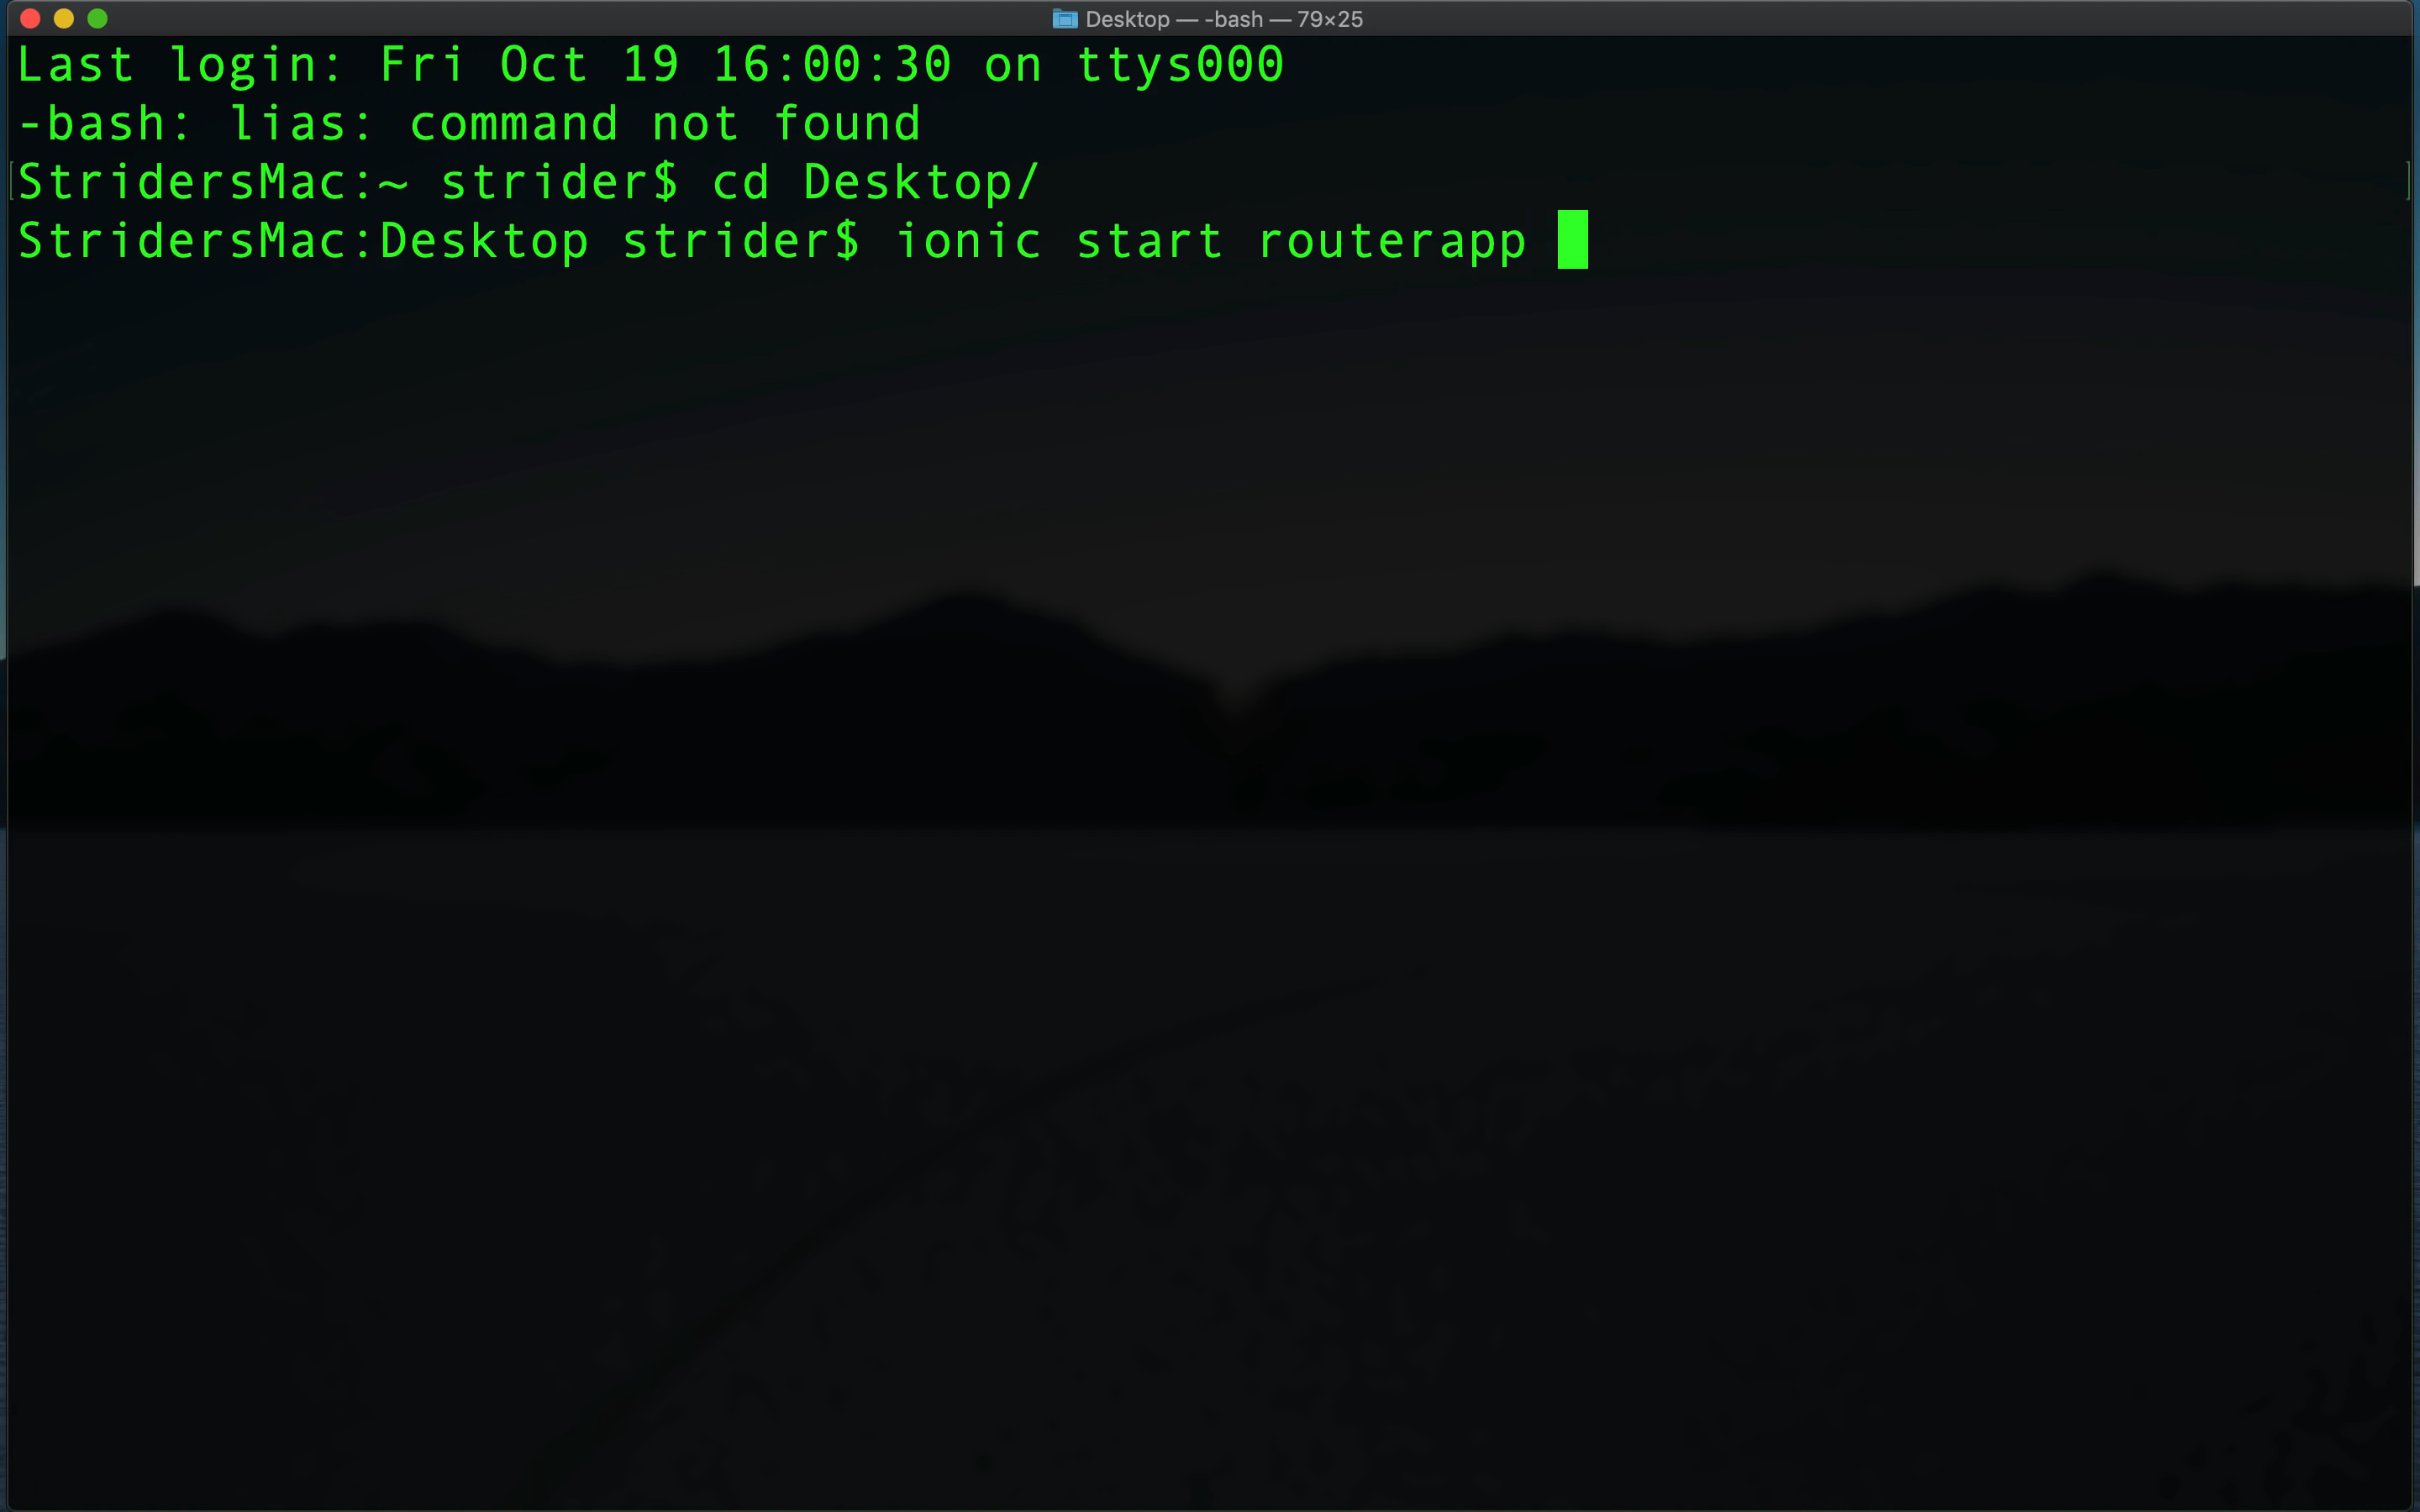 Desktop — -bash — 79×25
Last login: Fri Oct 19 16:00:30 on ttys000
-bash: lias: command not found
[StridersMac:~ strider$ cd Desktop/ ]
StridersMac:Desktop strider$ ionic start routerapp